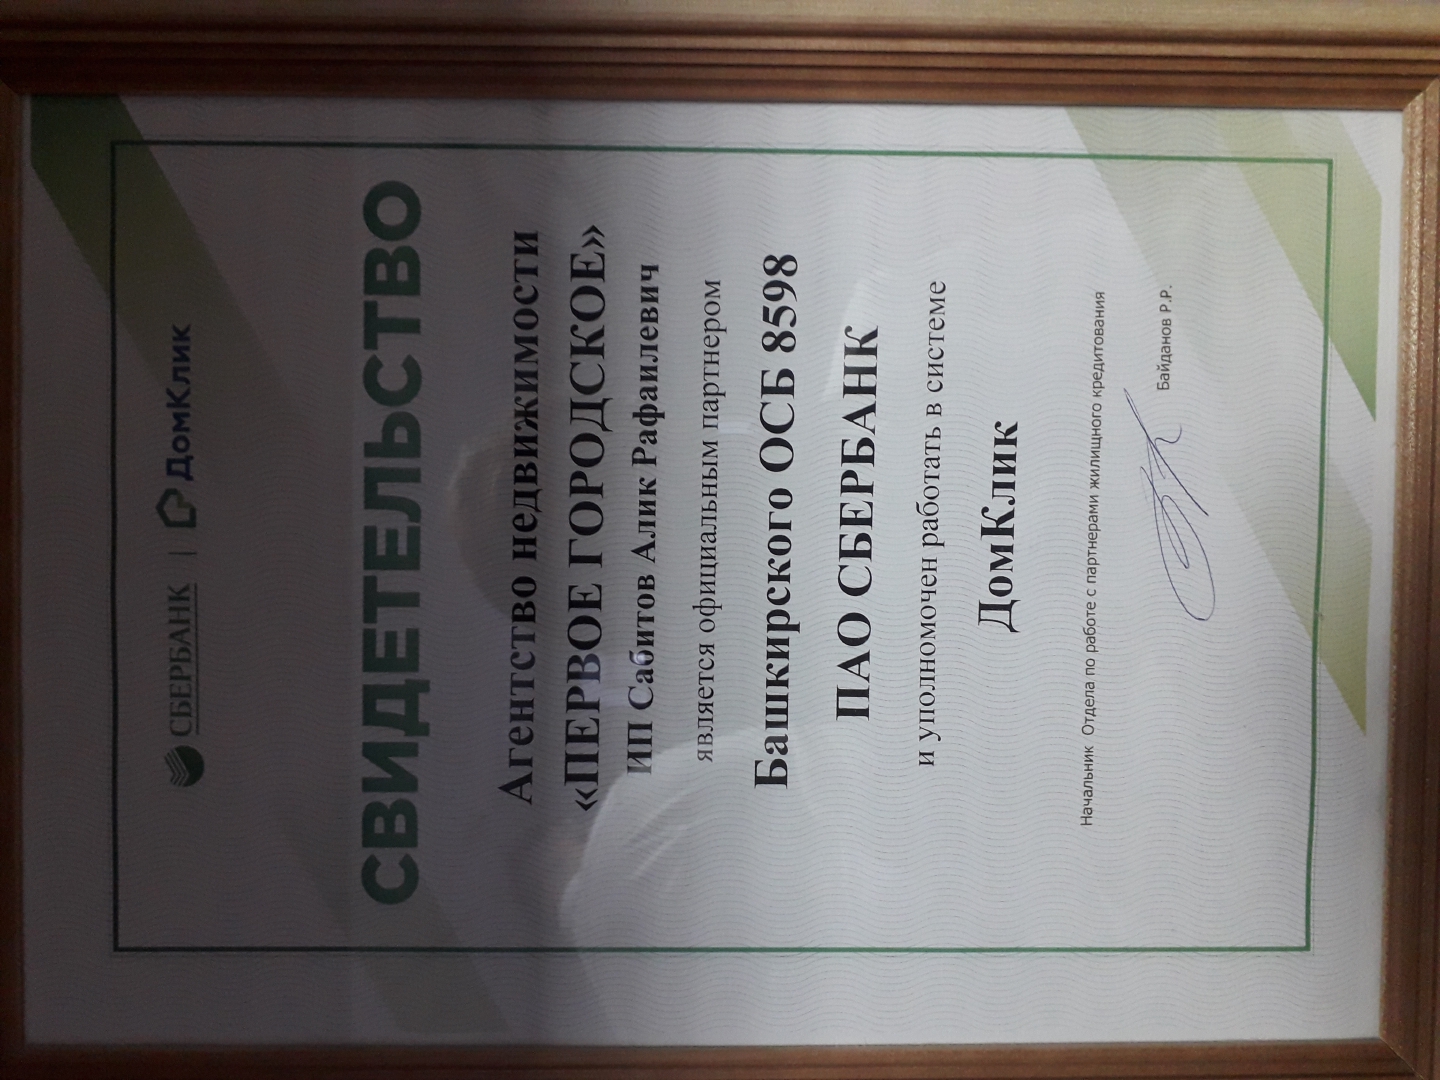 СБЕРБАНК | ДомКлик
СВИДЕТЕЛЬСТВО
Агентство недвижимости
«ПЕРВОЕ ГОРОДСКОЕ»
ИП Сабитов Алик Рафаилевич
является официальным партнером
Башкирского ОСБ 8598
ПАО СБЕРБАНК
и уполномочен работать в системе
ДомКлик
Начальник Отдела по работе с партнерами жилищного кредитования
Байданов Р.Р.